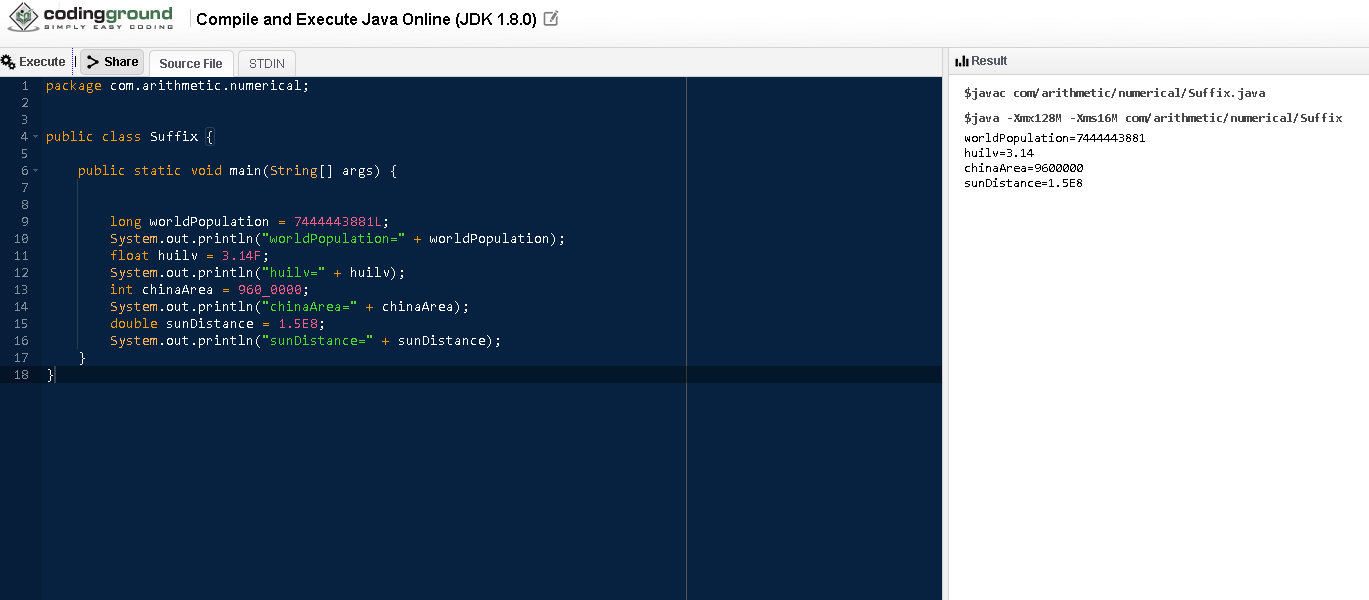 codingground
SIMPLY EASY CODING
Compile and Execute Java Online (JDK 1.8.0)
Execute
Share
Source File
STDIN
Result
1 package com.arithmetic.numerical;
2
3
4 public class Suffix {
5
6 public static void main(String[] args) {
7
8
9 long worldPopulation = 7444443881L;
10 System.out.println("worldPopulation=" + worldPopulation);
11 float huilv = 3.14F;
12 System.out.println("huilv=" + huilv);
13 int chinaArea = 960_0000;
14 System.out.println("chinaArea=" + chinaArea);
15 double sunDistance = 1.5E8;
16 System.out.println("sunDistance=" + sunDistance);
17 }
18 }
$javac com/arithmetic/numerical/Suffix.java
$java -Xmx128M -Xms16M com/arithmetic/numerical/Suffix
worldPopulation=7444443881
huilv=3.14
chinaArea=9600000
sunDistance=1.5E8